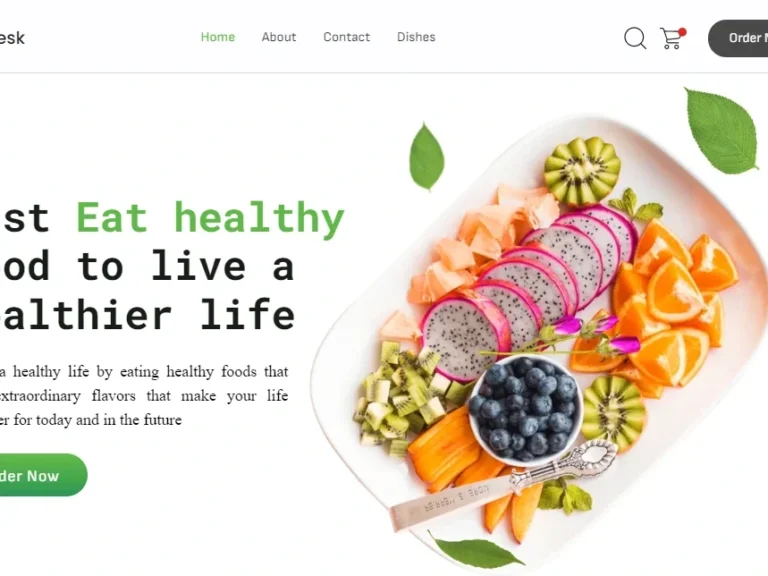 esk
Home About Contact Dishes
Order
st Eat healthy
od to live a
althier life
a healthy life by eating healthy foods that
extraordinary flavors that make your life
er for today and in the future
der Now